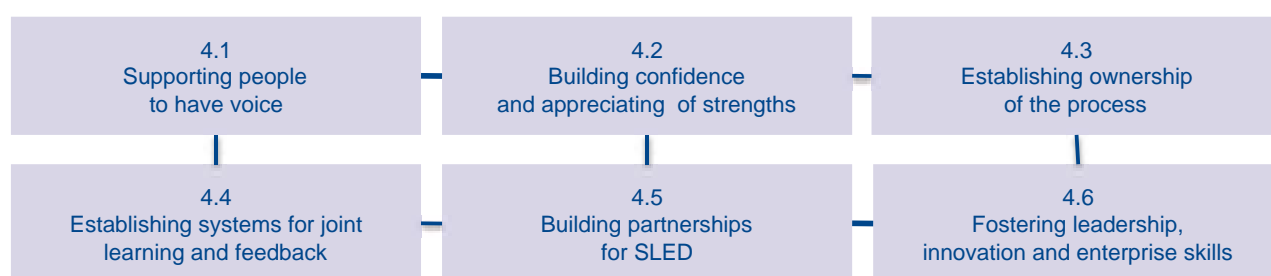 4.1
Supporting people
to have voice
4.2
Building confidence
and appreciating of strengths
4.3
Establishing ownership
of the process
4.4
Establishing systems for joint
learning and feedback
4.5
Building partnerships
for SLED
4.6
Fostering leadership,
innovation and enterprise skills